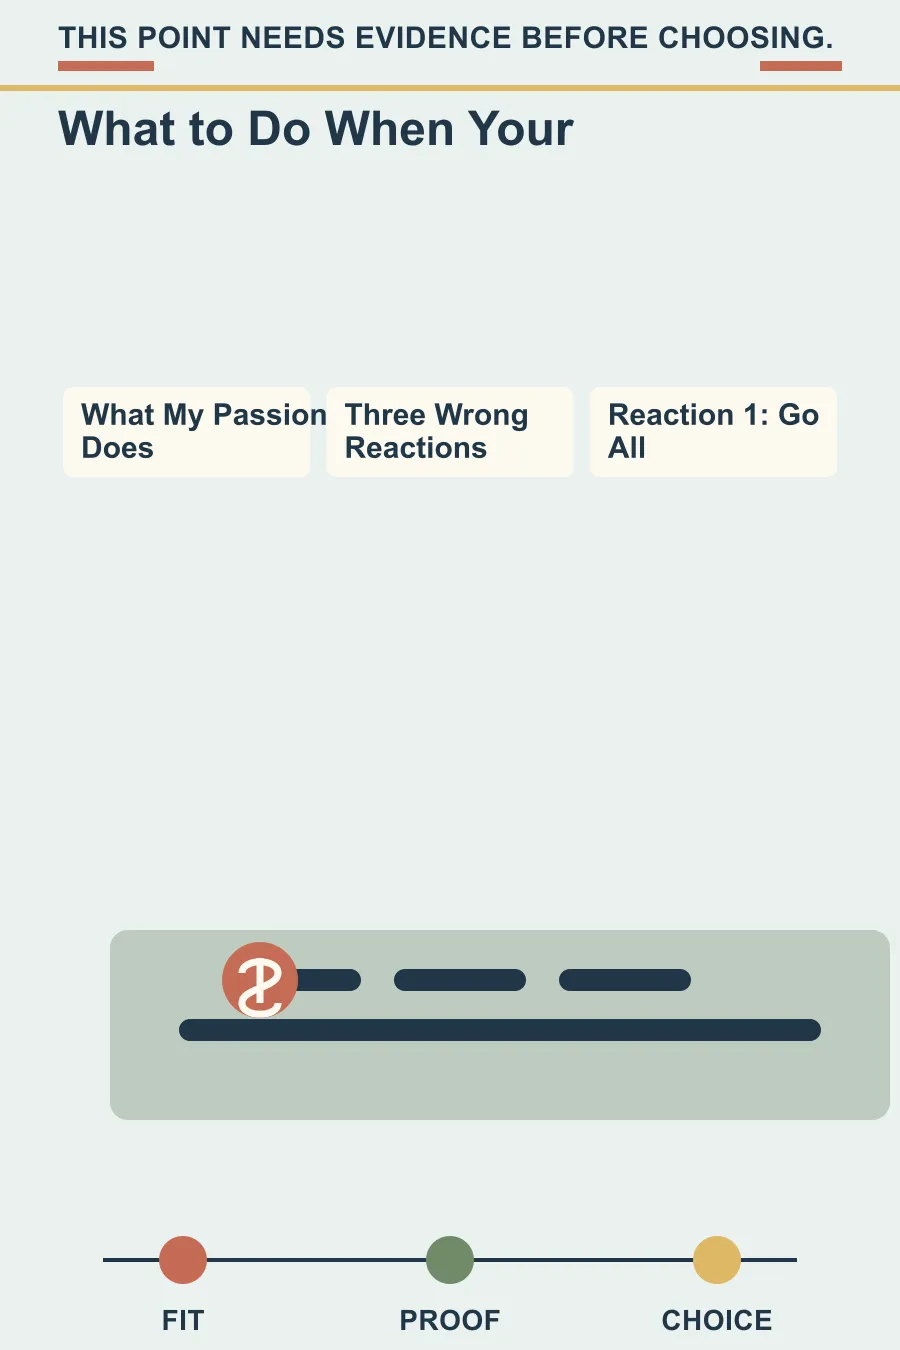 THIS POINT NEEDS EVIDENCE BEFORE CHOOSING.
What to Do When Your
What My Passion
Does
Three Wrong
Reactions
Reaction 1: Go
All
FIT
PROOF
CHOICE